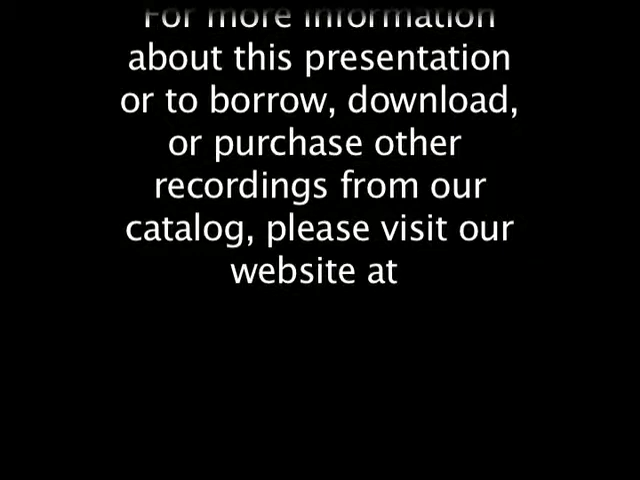 For more information
about this presentation
or to borrow, download,
or purchase other
recordings from our
catalog, please visit our
website at